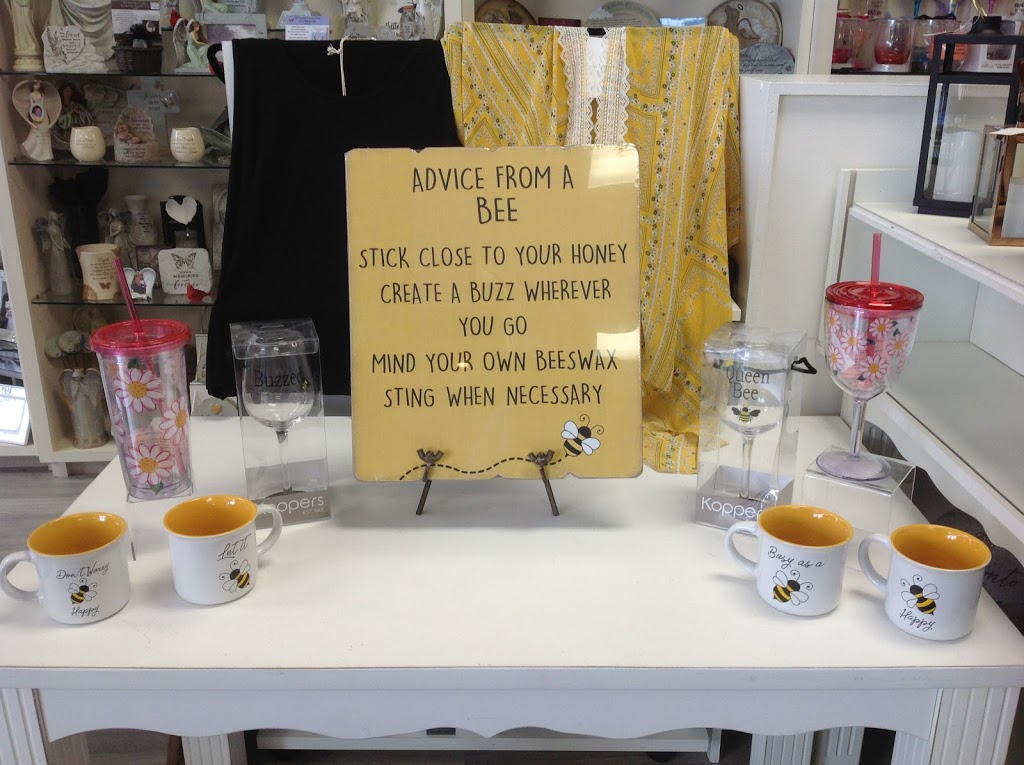 ADVICE FROM A
BEE
STICK CLOSE TO YOUR HONEY
CREATE A BUZZ WHEREVER
YOU GO
MIND YOUR OWN BEESWAX
STING WHEN NECESSARY
Buzzed
Koppers
Queen
Bee
Koppers
Don't Worry
Happy
Let it
Busy as a
Happy